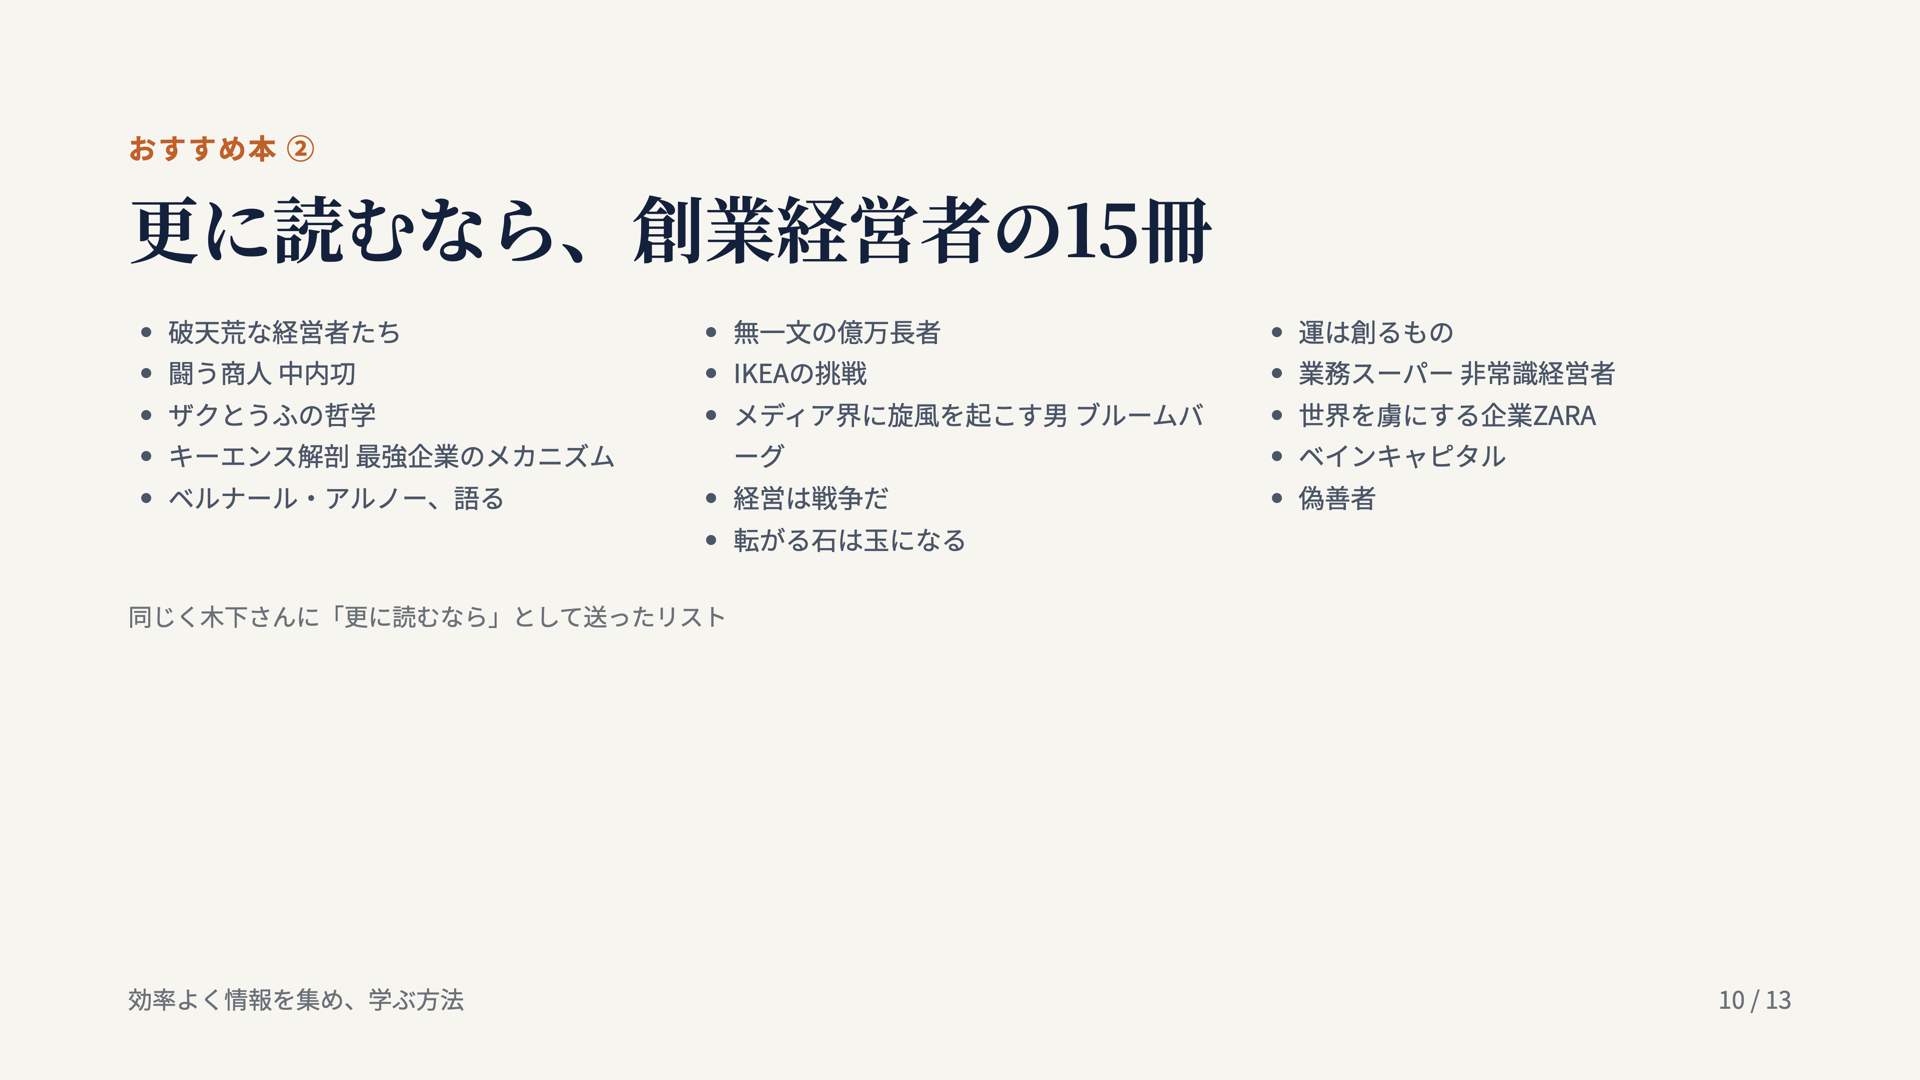 おすすめ本 ②
更に読むなら、創業経営者の15冊
破天荒な経営者たち
闘う商人 中内㓛
ザクとうふの哲学
キーエンス解剖 最強企業のメカニズム
ベルナール・アルノー、語る
無一文の億万長者
IKEAの挑戦
メディア界に旋風を起こす男 ブルームバ
ーグ
経営は戦争だ
転がる石は玉になる
運は創るもの
業務スーパー 非常識経営者
世界を虜にする企業ZARA
ベインキャピタル
偽善者
同じく木下さんに「更に読むなら」として送ったリスト
効率よく情報を集め、学ぶ方法
10 / 13